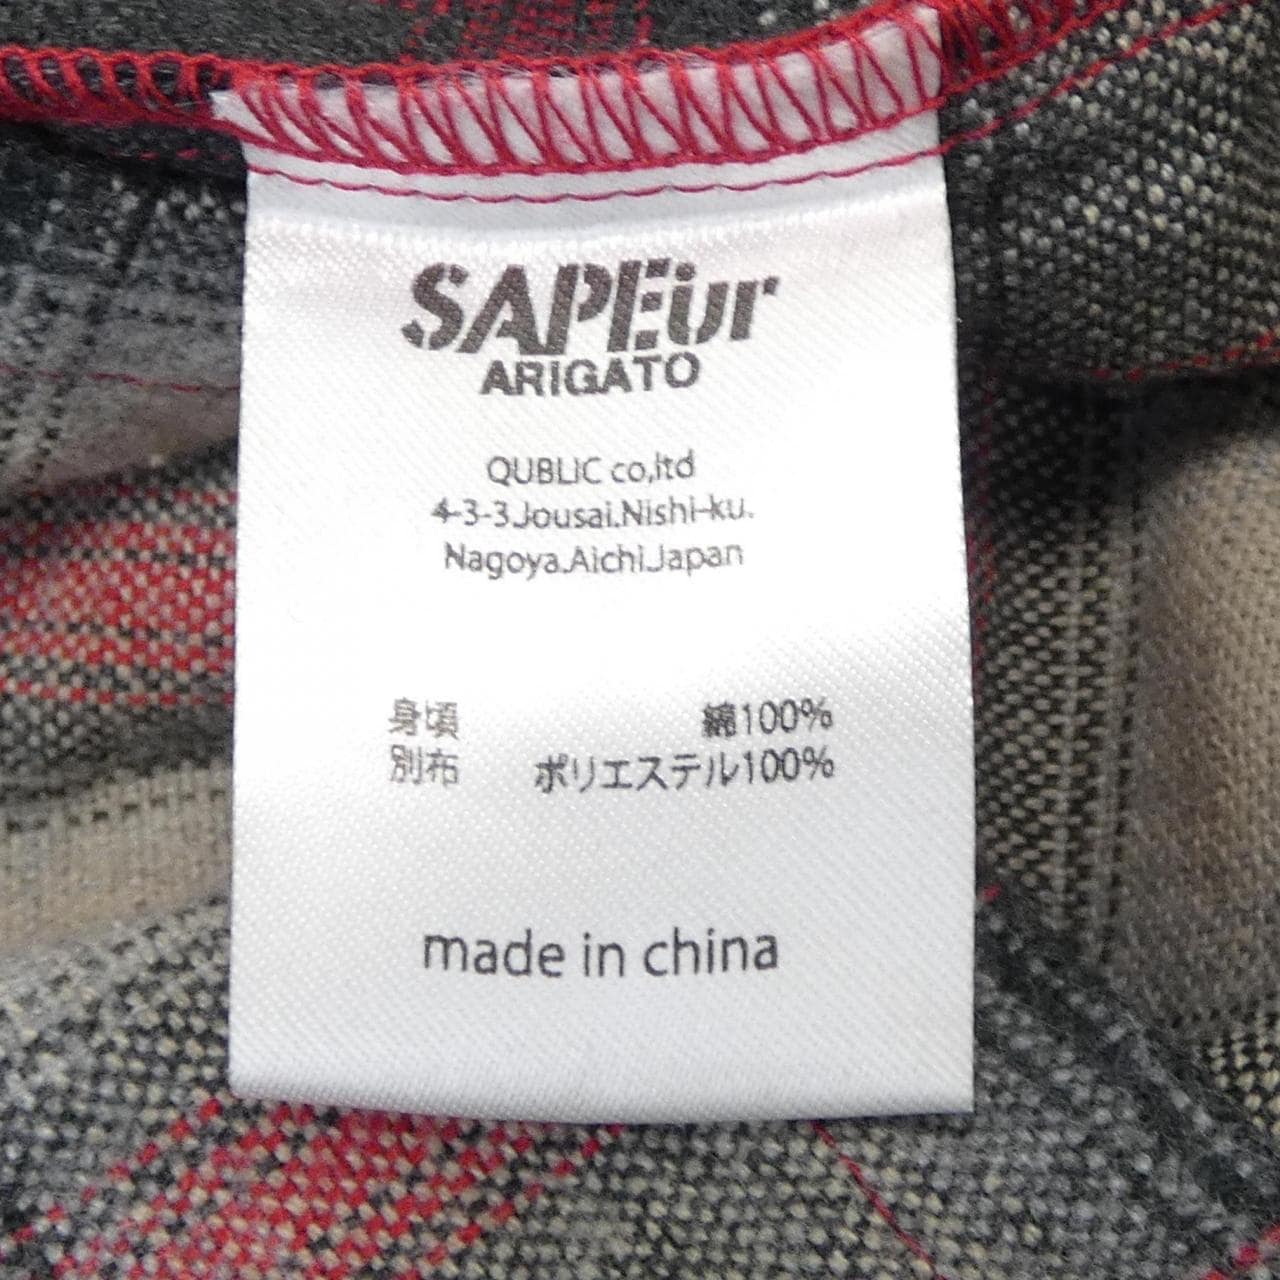 SAPEur
ARIGATO
QUBLIC co,ltd
4-3-3.Jousai.Nishi-ku.
Nagoya.Aichi.Japan
身頃 綿100%
別布 ポリエステル100%
made in china